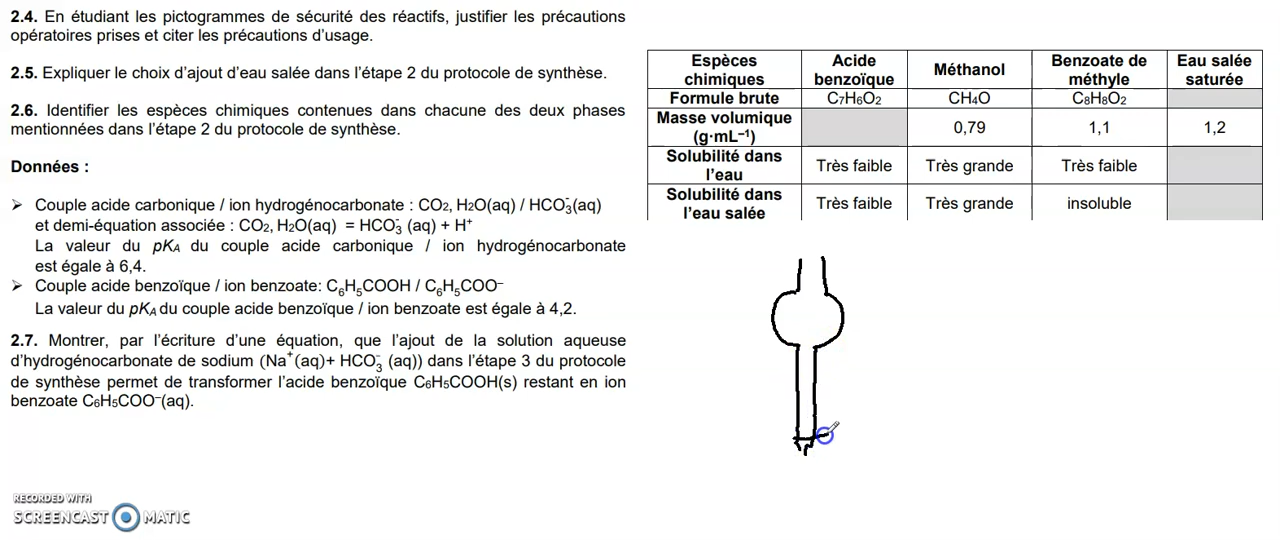 2.4. En étudiant les pictogrammes de sécurité des réactifs, justifier les précautions
opératoires prises et citer les précautions d'usage.
2.5. Expliquer le choix d'ajout d'eau salée dans l'étape 2 du protocole de synthèse.
2.6. Identifier les espèces chimiques contenues dans chacune des deux phases
mentionnées dans l'étape 2 du protocole de synthèse.
Données :
➢ Couple acide carbonique / ion hydrogénocarbonate : CO₂, H₂O(aq) / HCO₃⁻(aq)
et demi-équation associée : CO₂, H₂O(aq) = HCO₃⁻ (aq) + H⁺
La valeur du pKA du couple acide carbonique / ion hydrogénocarbonate
est égale à 6,4.
➢ Couple acide benzoïque / ion benzoate: C₆H₅COOH / C₆H₅COO⁻
La valeur du pKA du couple acide benzoïque / ion benzoate est égale à 4,2.
2.7. Montrer, par l'écriture d'une équation, que l'ajout de la solution aqueuse
d'hydrogénocarbonate de sodium (Na⁺(aq)+ HCO₃⁻ (aq)) dans l'étape 3 du protocole
de synthèse permet de transformer l'acide benzoïque C₆H₅COOH(s) restant en ion
benzoate C₆H₅COO⁻(aq).
Espèces chimiques | Acide benzoïque | Méthanol | Benzoate de méthyle | Eau salée saturée
Formule brute | C₇H₆O₂ | CH₄O | C₈H₈O₂
Masse volumique (g·mL⁻¹) | 0,79 | 1,1 | 1,2
Solubilité dans l'eau | Très faible | Très grande | Très faible
Solubilité dans l'eau salée | Très faible | Très grande | insoluble
RECORDED WITH
SCREENCAST MATIC